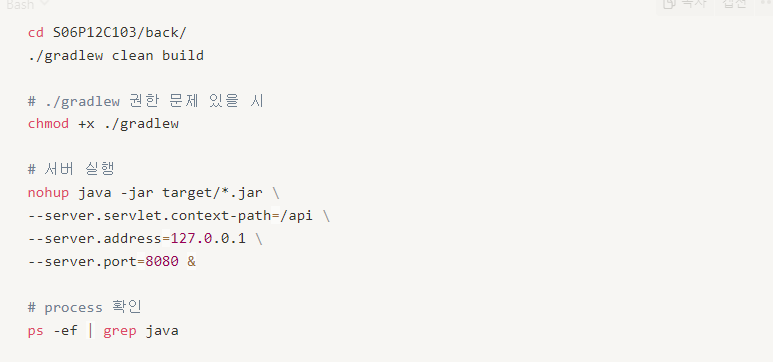 Bash
복사
캡션
cd S06P12C103/back/
./gradlew clean build
# ./gradlew 권한 문제 있을 시
chmod +x ./gradlew
# 서버 실행
nohup java -jar target/*.jar \
--server.servlet.context-path=/api \
--server.address=127.0.0.1 \
--server.port=8080 &
# process 확인
ps -ef | grep java